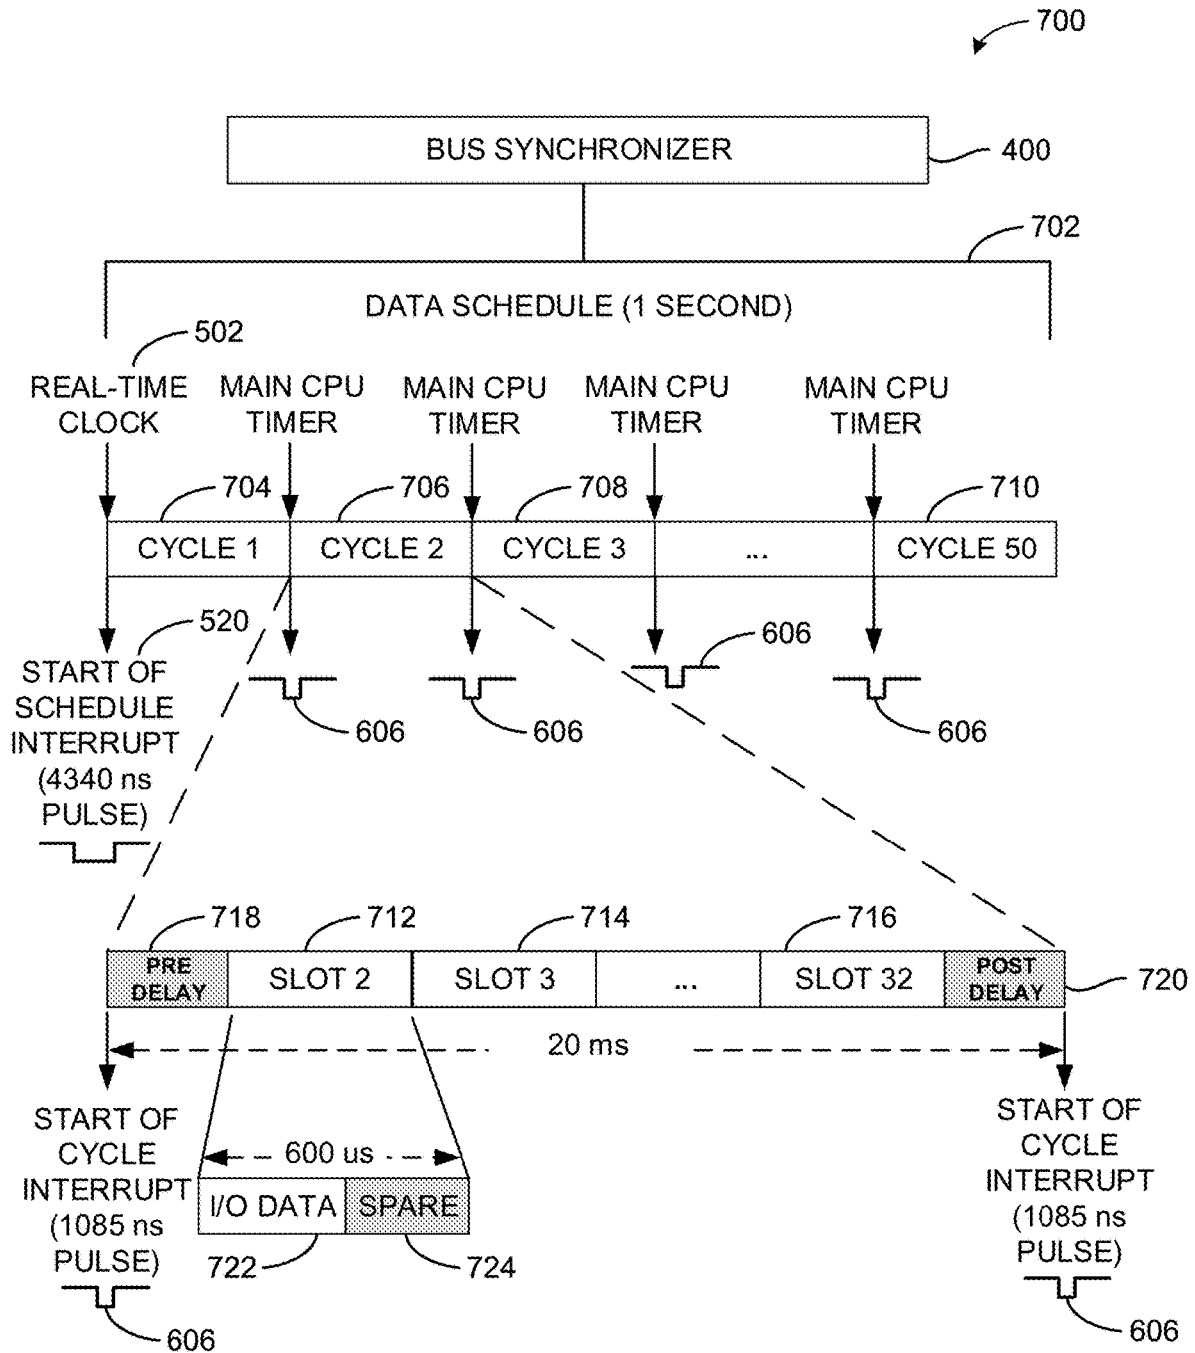 700
BUS SYNCHRONIZER
400
702
DATA SCHEDULE (1 SECOND)
502
REAL-TIME CLOCK
MAIN CPU TIMER
MAIN CPU TIMER
MAIN CPU TIMER
MAIN CPU TIMER
704
706
708
710
CYCLE 1
CYCLE 2
CYCLE 3
...
CYCLE 50
520
START OF
SCHEDULE
INTERRUPT
(4340 ns
PULSE)
606
606
606
606
718
712
714
716
PRE
DELAY
SLOT 2
SLOT 3
...
SLOT 32
POST
DELAY
720
20 ms
START OF
CYCLE
INTERRUPT
(1085 ns
PULSE)
606
600 us
I/O DATA
SPARE
722
724
START OF
CYCLE
INTERRUPT
(1085 ns
PULSE)
606